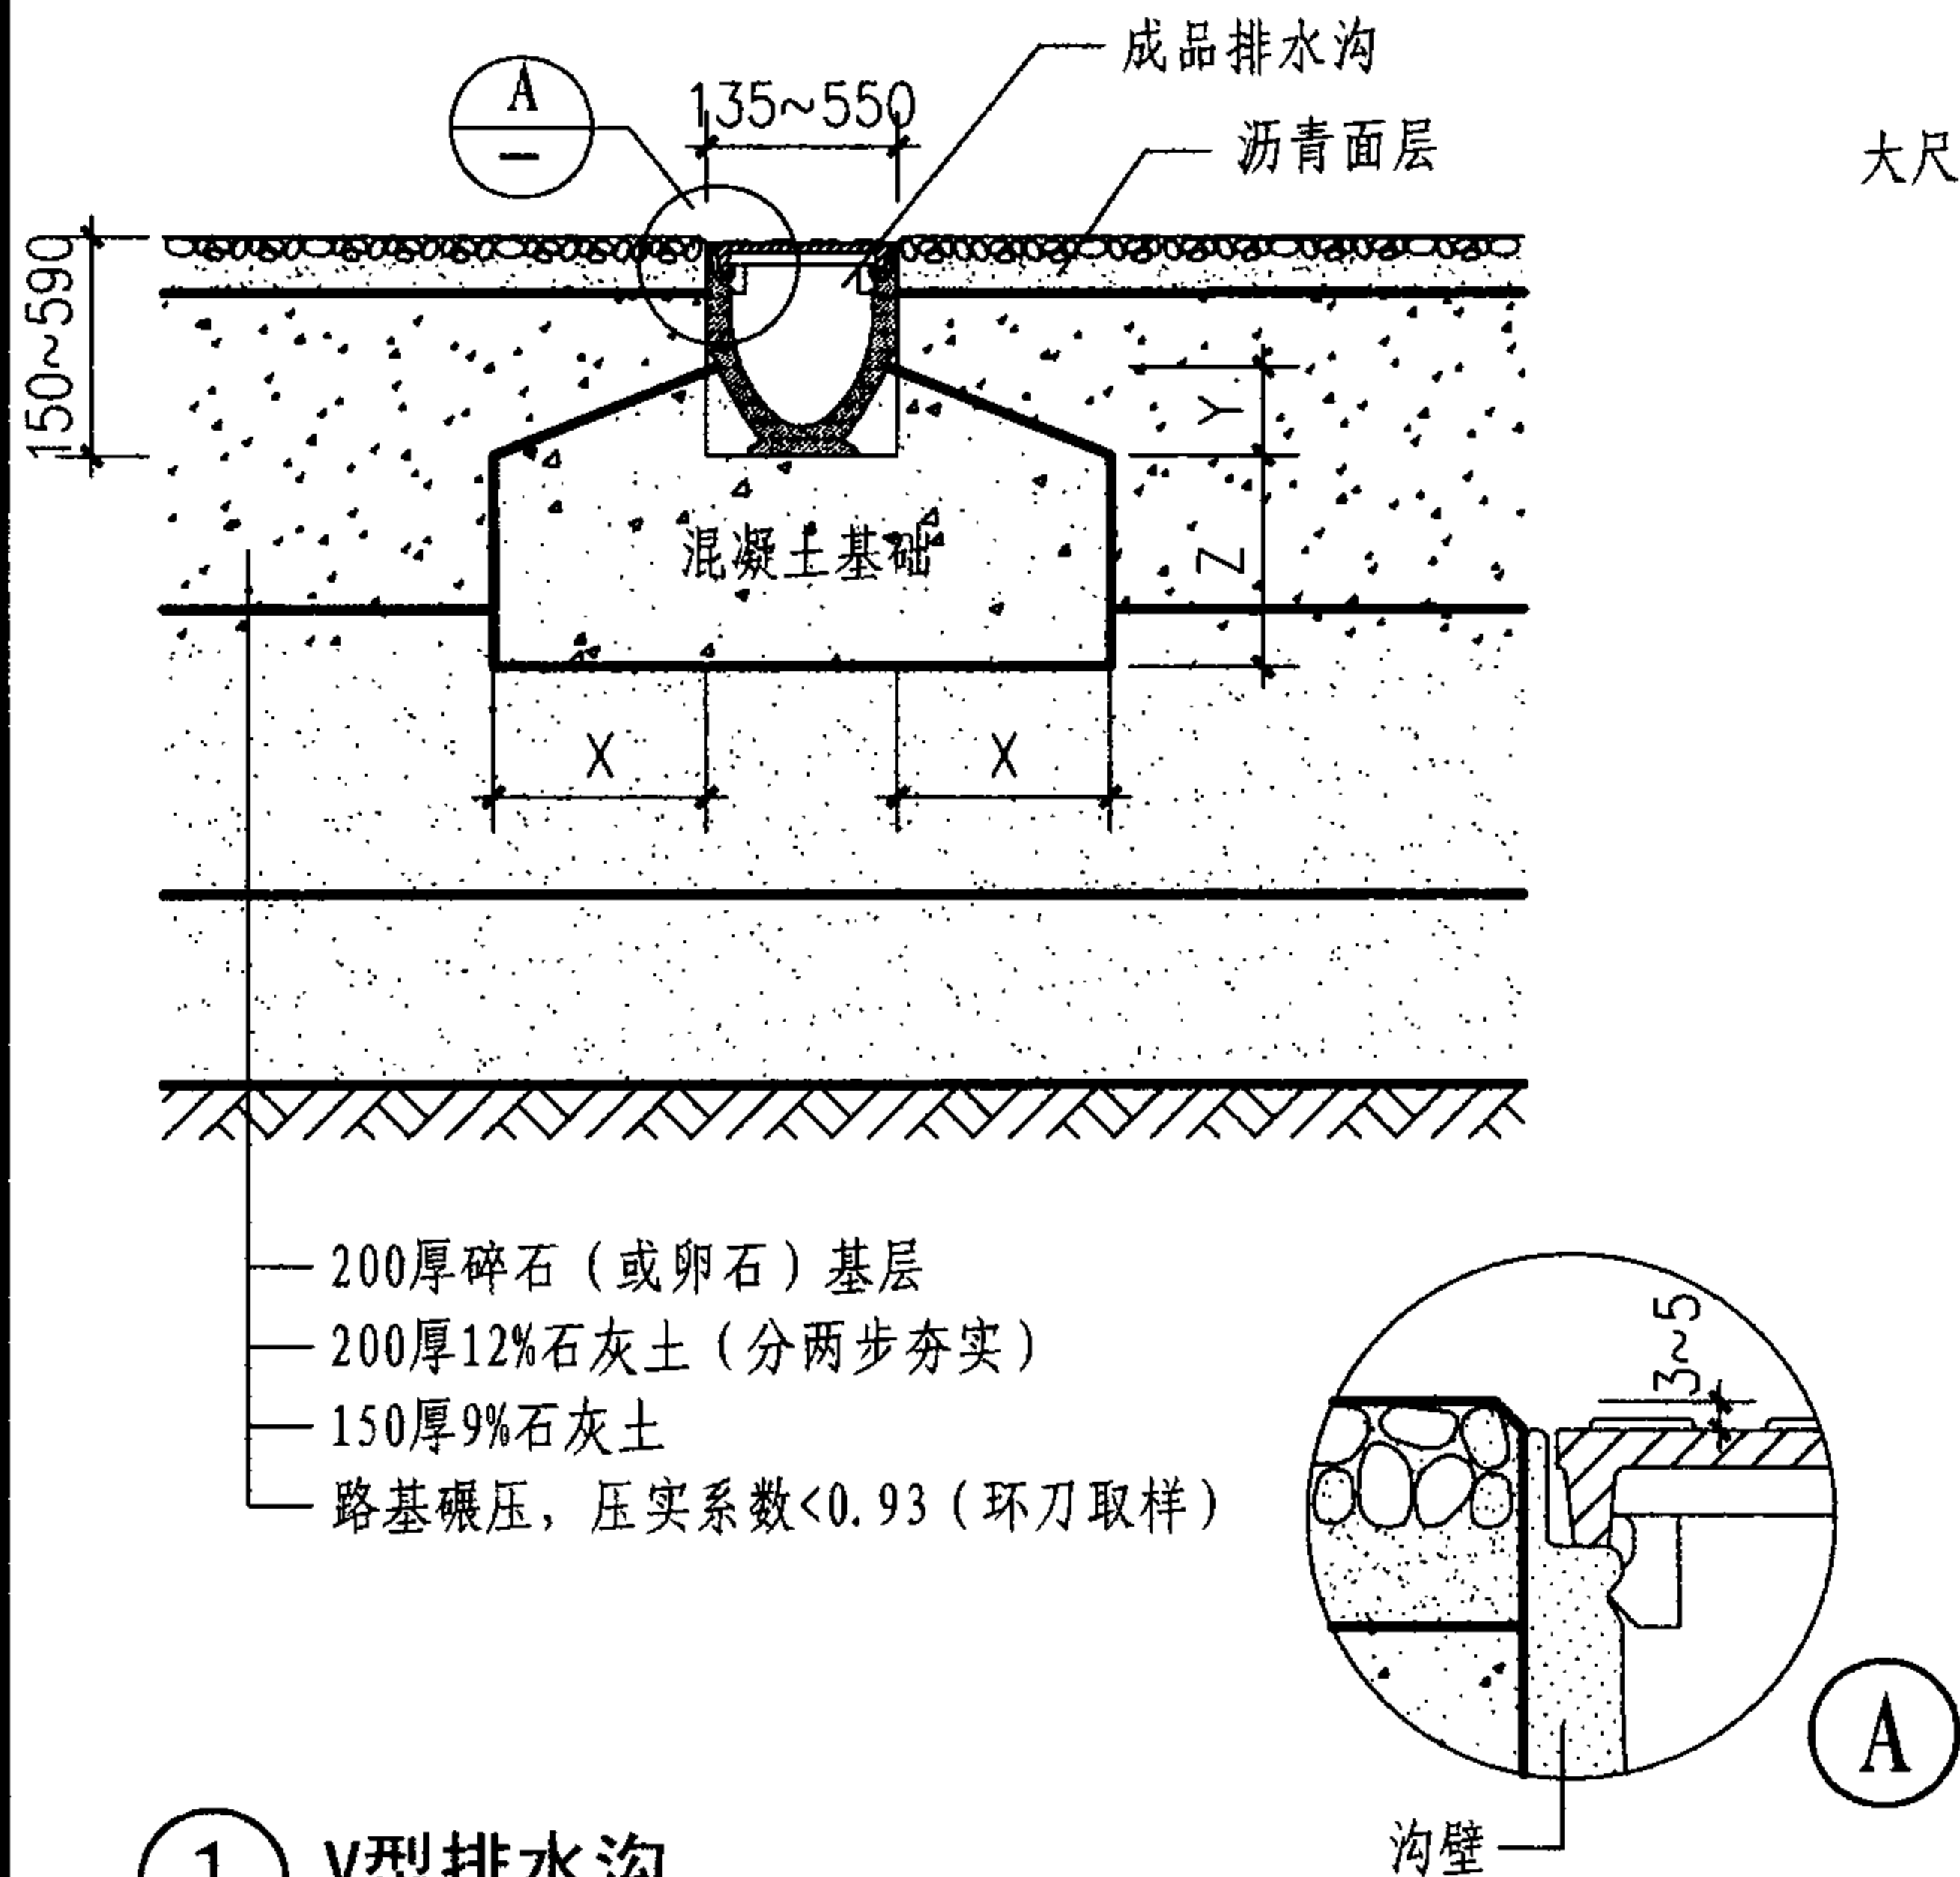 成品排水沟
A
—
135~550
沥青面层
大尺
150~590
Y
混凝土基础
Z
X
X
200厚碎石（或卵石）基层
200厚12%石灰土（分两步夯实）
150厚9%石灰土
路基碾压，压实系数<0.93（环刀取样）
3~5
A
沟壁
1 V型排水沟